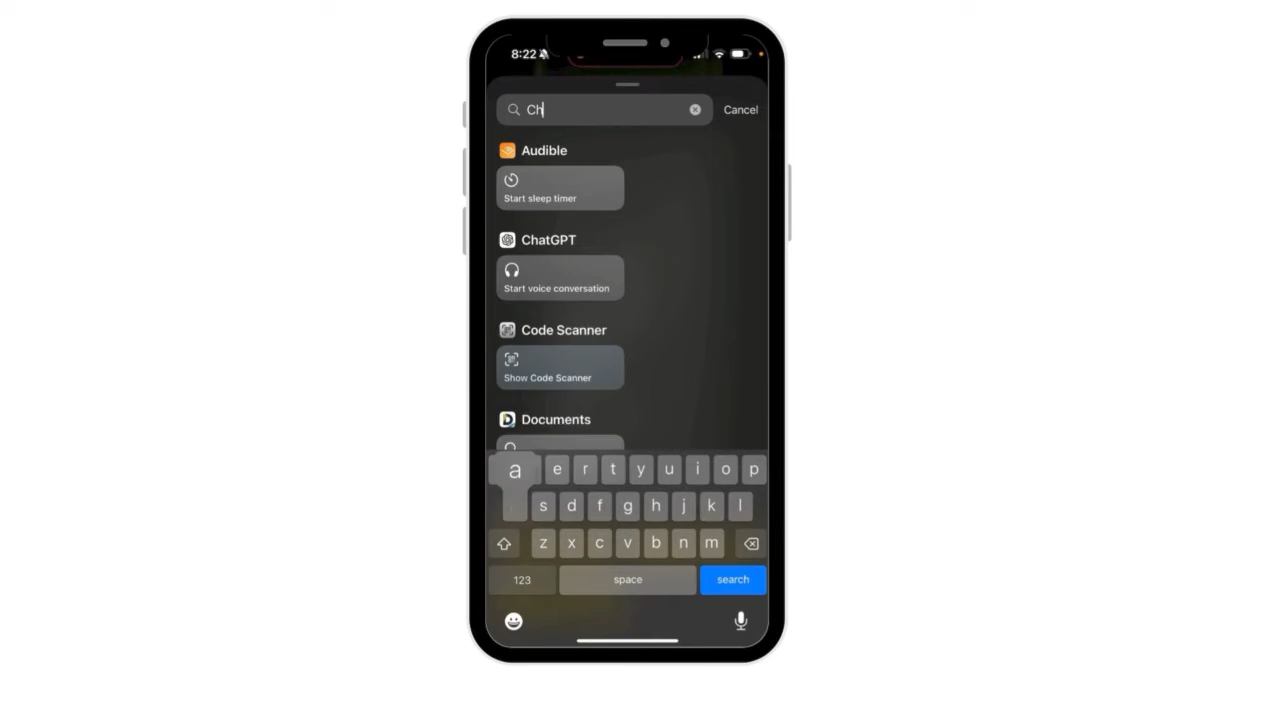 8:22
Ch
Cancel
Audible
Start sleep timer
ChatGPT
Start voice conversation
Code Scanner
Show Code Scanner
Documents
a e r t y u i o p
s d f g h j k l
z x c v b n m
123 space search